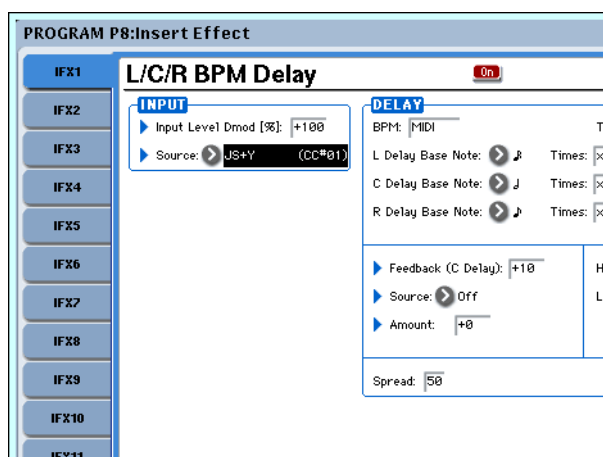 PROGRAM P8:Insert Effect
IFX1
IFX2
IFX3
IFX4
IFX5
IFX6
IFX7
IFX8
IFX9
IFX10
IFX11
L/C/R BPM Delay
On
INPUT
Input Level Dmod [%]: +100
Source: JS+Y (CC#01)
DELAY
BPM: MIDI T
L Delay Base Note: Times: x
C Delay Base Note: Times: x
R Delay Base Note: Times: x
Feedback (C Delay): +10 H
Source: Off L
Amount: +0
Spread: 50